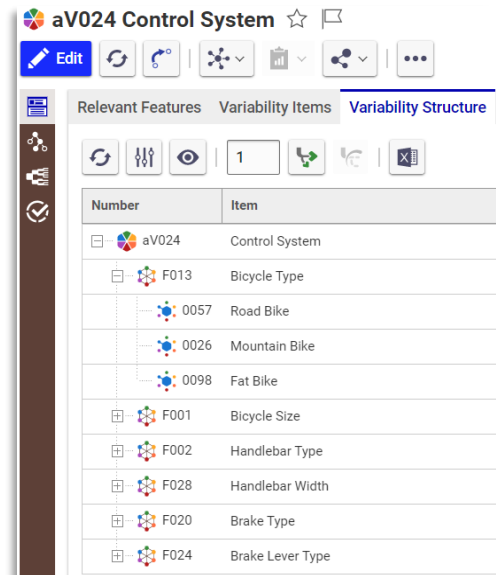 aV024 Control System
Edit
Relevant Features Variability Items Variability Structure
1
Number Item
aV024 Control System
F013 Bicycle Type
0057 Road Bike
0026 Mountain Bike
0098 Fat Bike
F001 Bicycle Size
F002 Handlebar Type
F028 Handlebar Width
F020 Brake Type
F024 Brake Lever Type